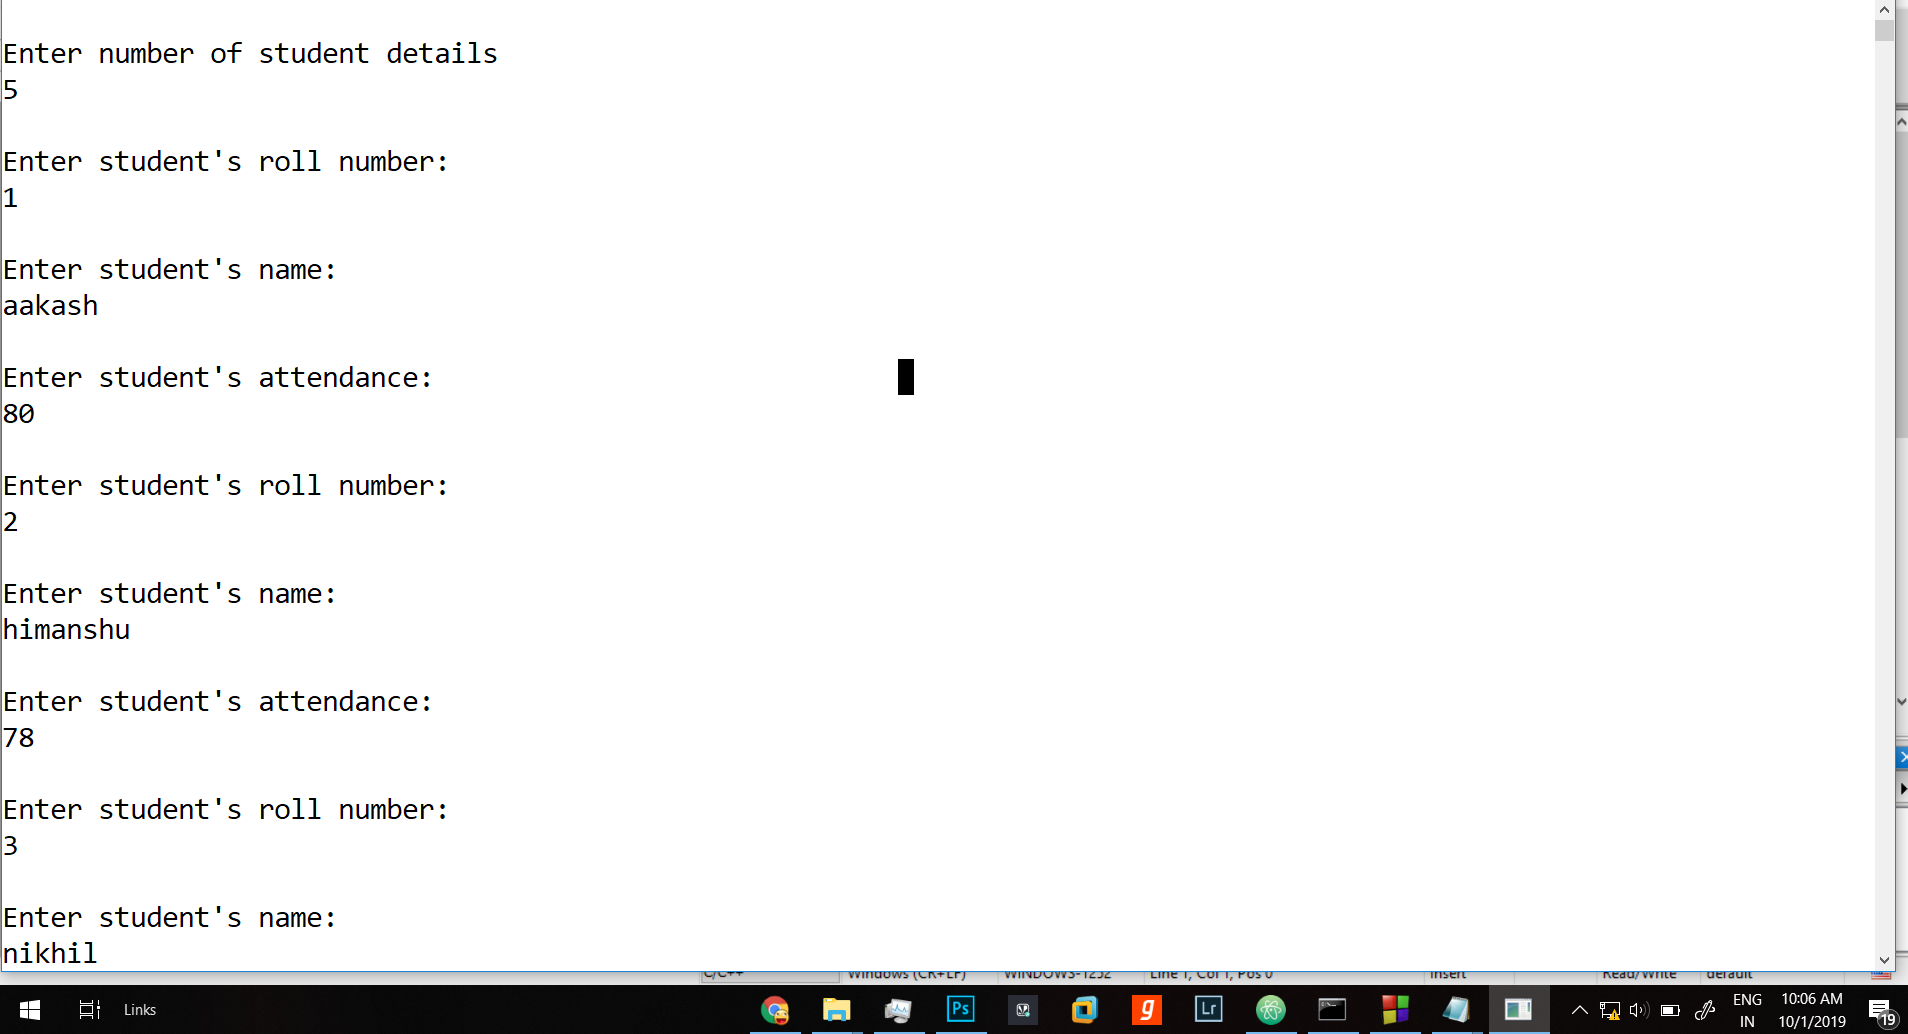 Enter number of student details
5
Enter student's roll number:
1
Enter student's name:
aakash
Enter student's attendance:
80
Enter student's roll number:
2
Enter student's name:
himanshu
Enter student's attendance:
78
Enter student's roll number:
3
Enter student's name:
nikhil
C/C++ Windows (CR+LF) WINDOWS-1252 Line 1, Col 1, Pos 0 Insert Read/Write default
Links Ps g Lr ENG 10:06 AM
IN 10/1/2019 19